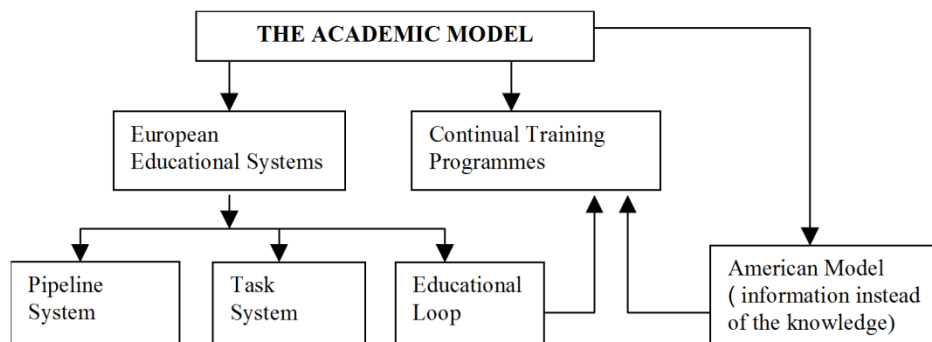 THE ACADEMIC MODEL
European
Educational Systems
Continual Training
Programmes
Pipeline
System
Task
System
Educational
Loop
American Model
( information instead
of the knowledge)